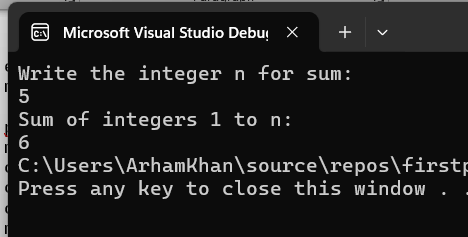 Microsoft Visual Studio Debug
Write the integer n for sum:
5
Sum of integers 1 to n:
6
C:\Users\ArhamKhan\source\repos\firstp
Press any key to close this window . .